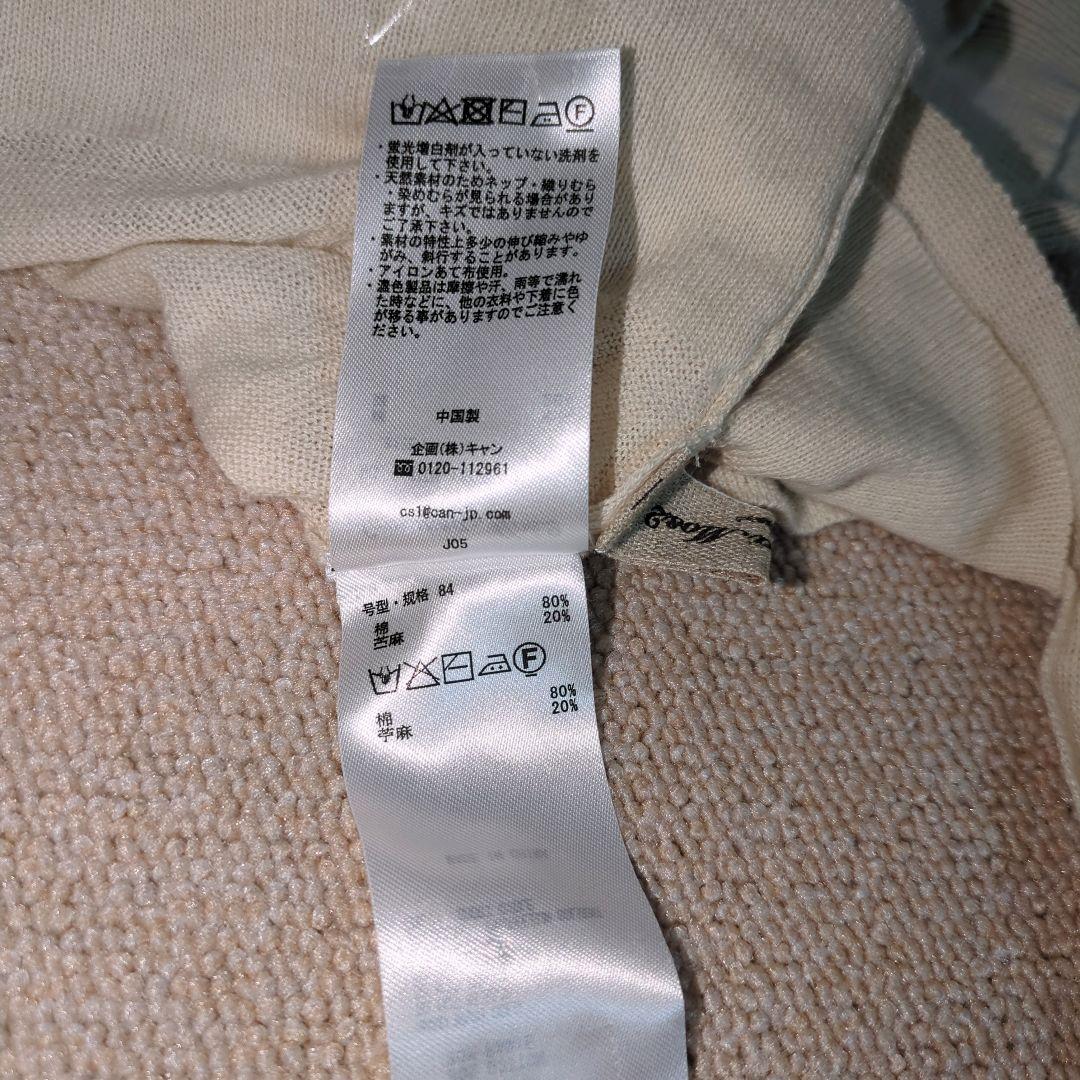 ・蛍光増白剤が入っていない洗剤を
使用して下さい。
・天然素材のためネップ・織りむら
・染めむらが見られる場合があり
ますが、キズではありませんので
ご了承下さい。
・素材の特性上多少の伸び縮みやゆ
がみ、斜行することがあります。
・アイロンあて布使用。
・濃色製品は摩擦や汗、雨等で濡れ
た時などに、他の衣料や下着に色
が移る事がありますのでご注意く
ださい。
中国製
企画(株)キャン
0120-112961
csl@can-jp.com
J05
号型・规格 84
棉 80%
苎麻 20%
F
棉 80%
苧麻 20%